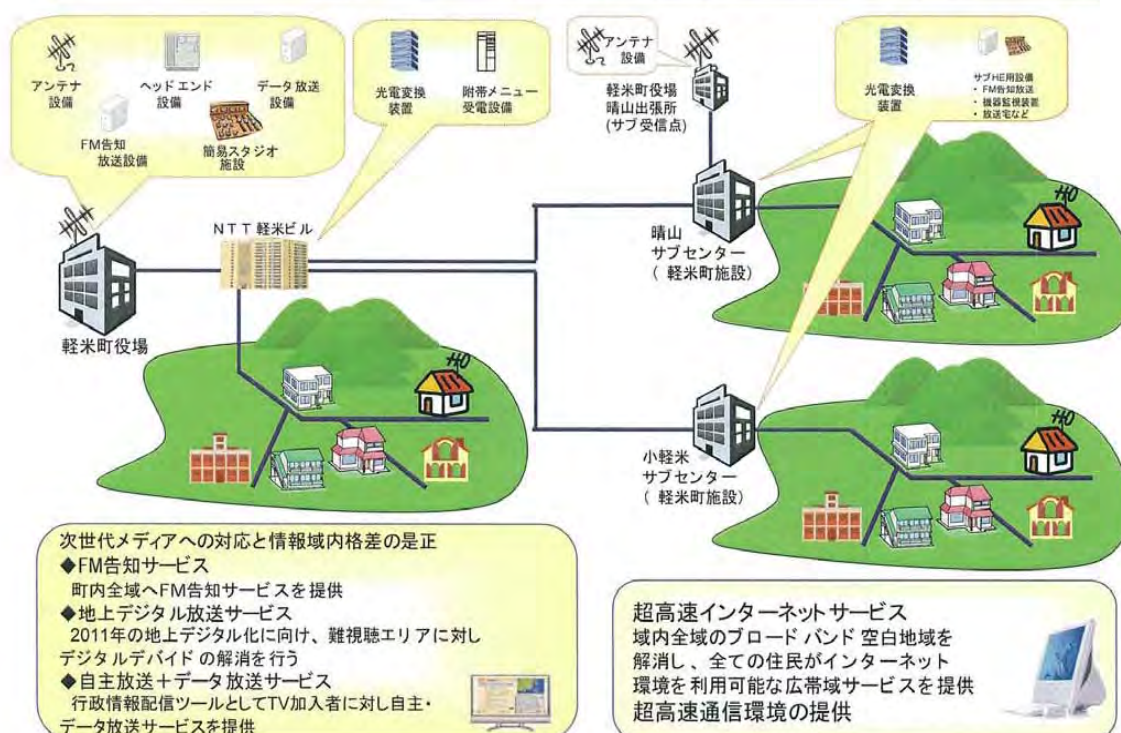 アンテナ
設備
ヘッドエンド
設備
データ放送
設備
FM告知
放送設備
簡易スタジオ
施設
光電変換
装置
附帯メニュー
受電設備
アンテナ
設備
軽米町役場
晴山出張所
(サブ受信点)
光電変換
装置
サブHE用設備
・FM告知放送
・機器監視装置
・放送宅など
NTT 軽米ビル
軽米町役場
晴山
サブセンター
(軽米町施設)
小軽米
サブセンター
(軽米町施設)
次世代メディアへの対応と情報域内格差の是正
◆FM告知サービス
町内全域へFM告知サービスを提供
◆地上デジタル放送サービス
2011年の地上デジタル化に向け、難視聴エリアに対し
デジタルデバイドの解消を行う
◆自主放送+データ放送サービス
行政情報配信ツールとしてTV加入者に対し自主・
データ放送サービスを提供
超高速インターネットサービス
域内全域のブロードバンド空白地域を
解消し、全ての住民がインターネット
環境を利用可能な広帯域サービスを提供
超高速通信環境の提供